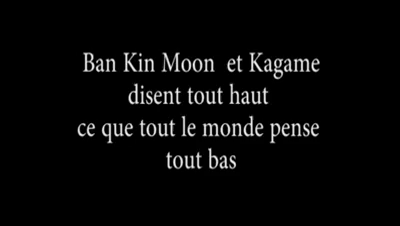 Ban Kin Moon et Kagame
disent tout haut
ce que tout le monde pense
tout bas